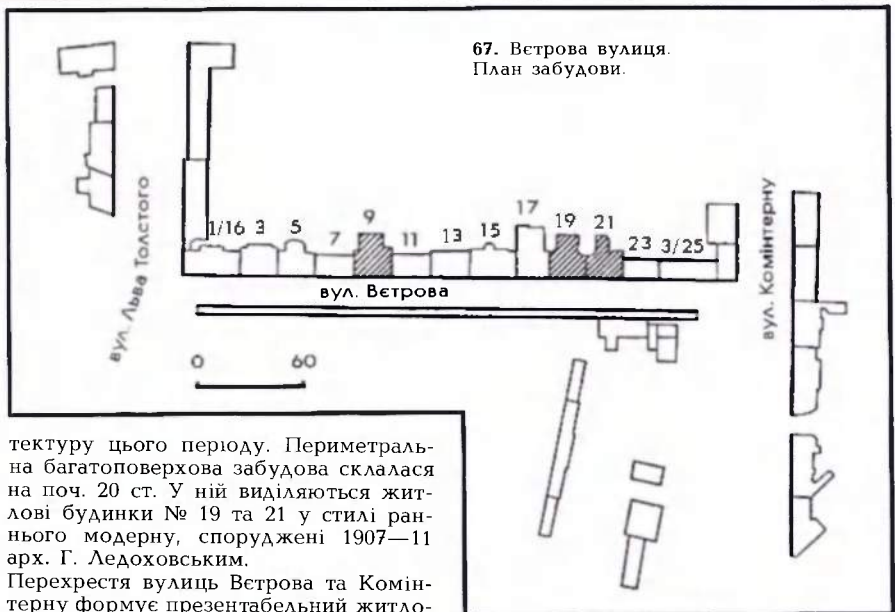 67. Вєтрова вулиця.
План забудови.
вул. Льва Толстого
1/16 3 5 7 9 11 13 15 17 19 21 23 3/25
вул. Комінтерну
вул. Вєтрова
0 60
тектуру цього періоду. Периметраль-
на багатоповерхова забудова склалася
на поч. 20 ст. У ній виділяються жит-
лові будинки № 19 та 21 у стилі ран-
нього модерну, споруджені 1907—11
арх. Г. Ледоховським.
Перехрестя вулиць Вєтрова та Комін-
терну формує презентабельний житло-